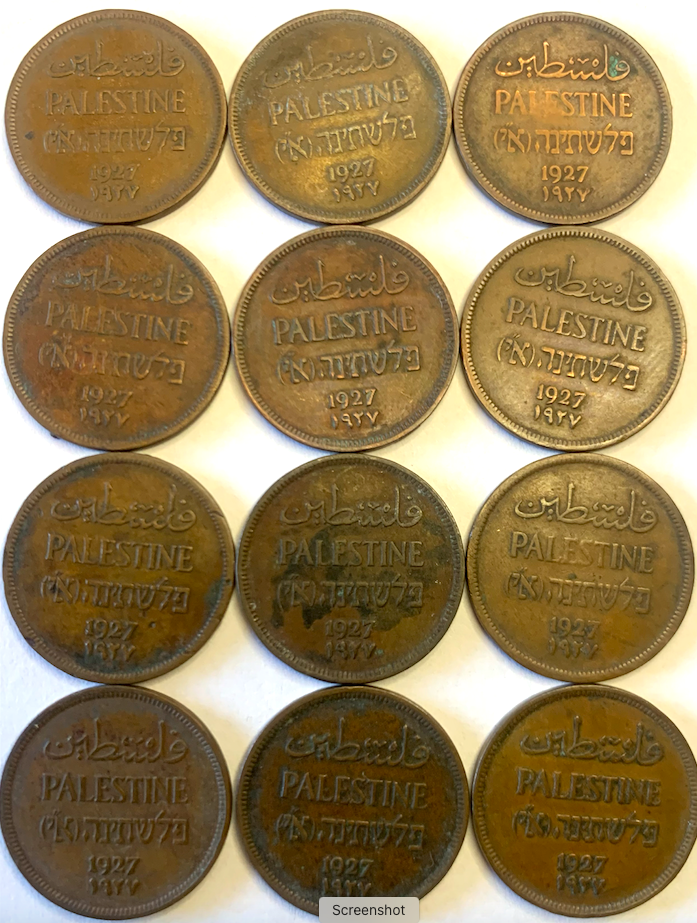 فلسطين
PALESTINE
פלשתינה (א״י)
1927
١٩٢٧
فلسطين
PALESTINE
פלשתינה (א״י)
1927
١٩٢٧
فلسطين
PALESTINE
פלשתינה (א״י)
1927
١٩٢٧
فلسطين
PALESTINE
פלשתינה (א״י)
1927
١٩٢٧
فلسطين
PALESTINE
פלשתינה (א״י)
1927
١٩٢٧
فلسطين
PALESTINE
פלשתינה (א״י)
1927
١٩٢٧
فلسطين
PALESTINE
פלשתינה (א״י)
1927
١٩٢٧
فلسطين
PALESTINE
פלשתינה (א״י)
1927
١٩٢٧
فلسطين
PALESTINE
פלשתינה (א״י)
1927
١٩٢٧
فلسطين
PALESTINE
פלשתינה (א״י)
1927
١٩٢٧
فلسطين
PALESTINE
פלשתינה (א״י)
1927
١٩٢٧
فلسطين
PALESTINE
פלשתינה (א״י)
1927
١٩٢٧
Screenshot